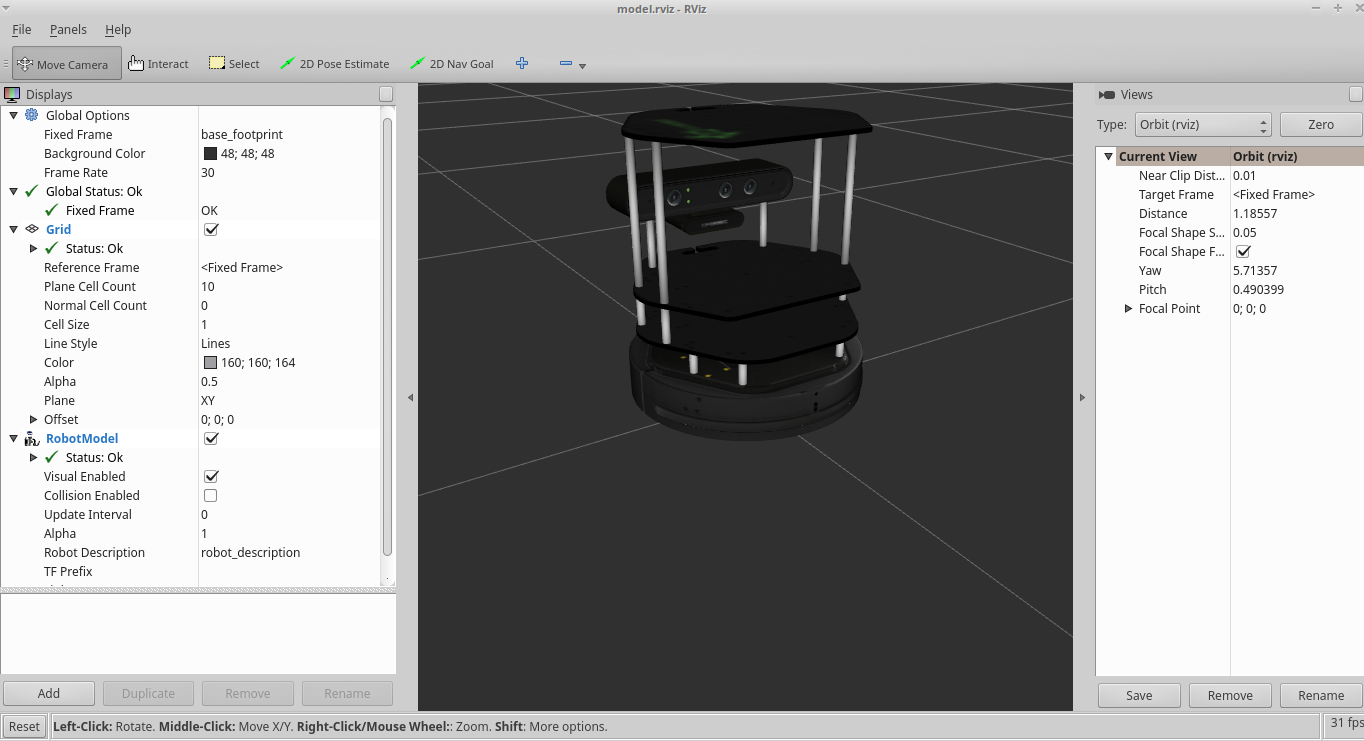 model.rviz - RViz
File Panels Help
Move Camera Interact Select 2D Pose Estimate 2D Nav Goal
Displays
Global Options
Fixed Frame base_footprint
Background Color 48; 48; 48
Frame Rate 30
Global Status: Ok
Fixed Frame OK
Grid
Status: Ok
Reference Frame <Fixed Frame>
Plane Cell Count 10
Normal Cell Count 0
Cell Size 1
Line Style Lines
Color 160; 160; 164
Alpha 0.5
Plane XY
Offset 0; 0; 0
RobotModel
Status: Ok
Visual Enabled
Collision Enabled
Update Interval 0
Alpha 1
Robot Description robot_description
TF Prefix
Add Duplicate Remove Rename
Views
Type: Orbit (rviz) Zero
Current View Orbit (rviz)
Near Clip Dist... 0.01
Target Frame <Fixed Frame>
Distance 1.18557
Focal Shape S... 0.05
Focal Shape F...
Yaw 5.71357
Pitch 0.490399
Focal Point 0; 0; 0
Save Remove Rename
Reset Left-Click: Rotate. Middle-Click: Move X/Y. Right-Click/Mouse Wheel:: Zoom. Shift: More options. 31 fps